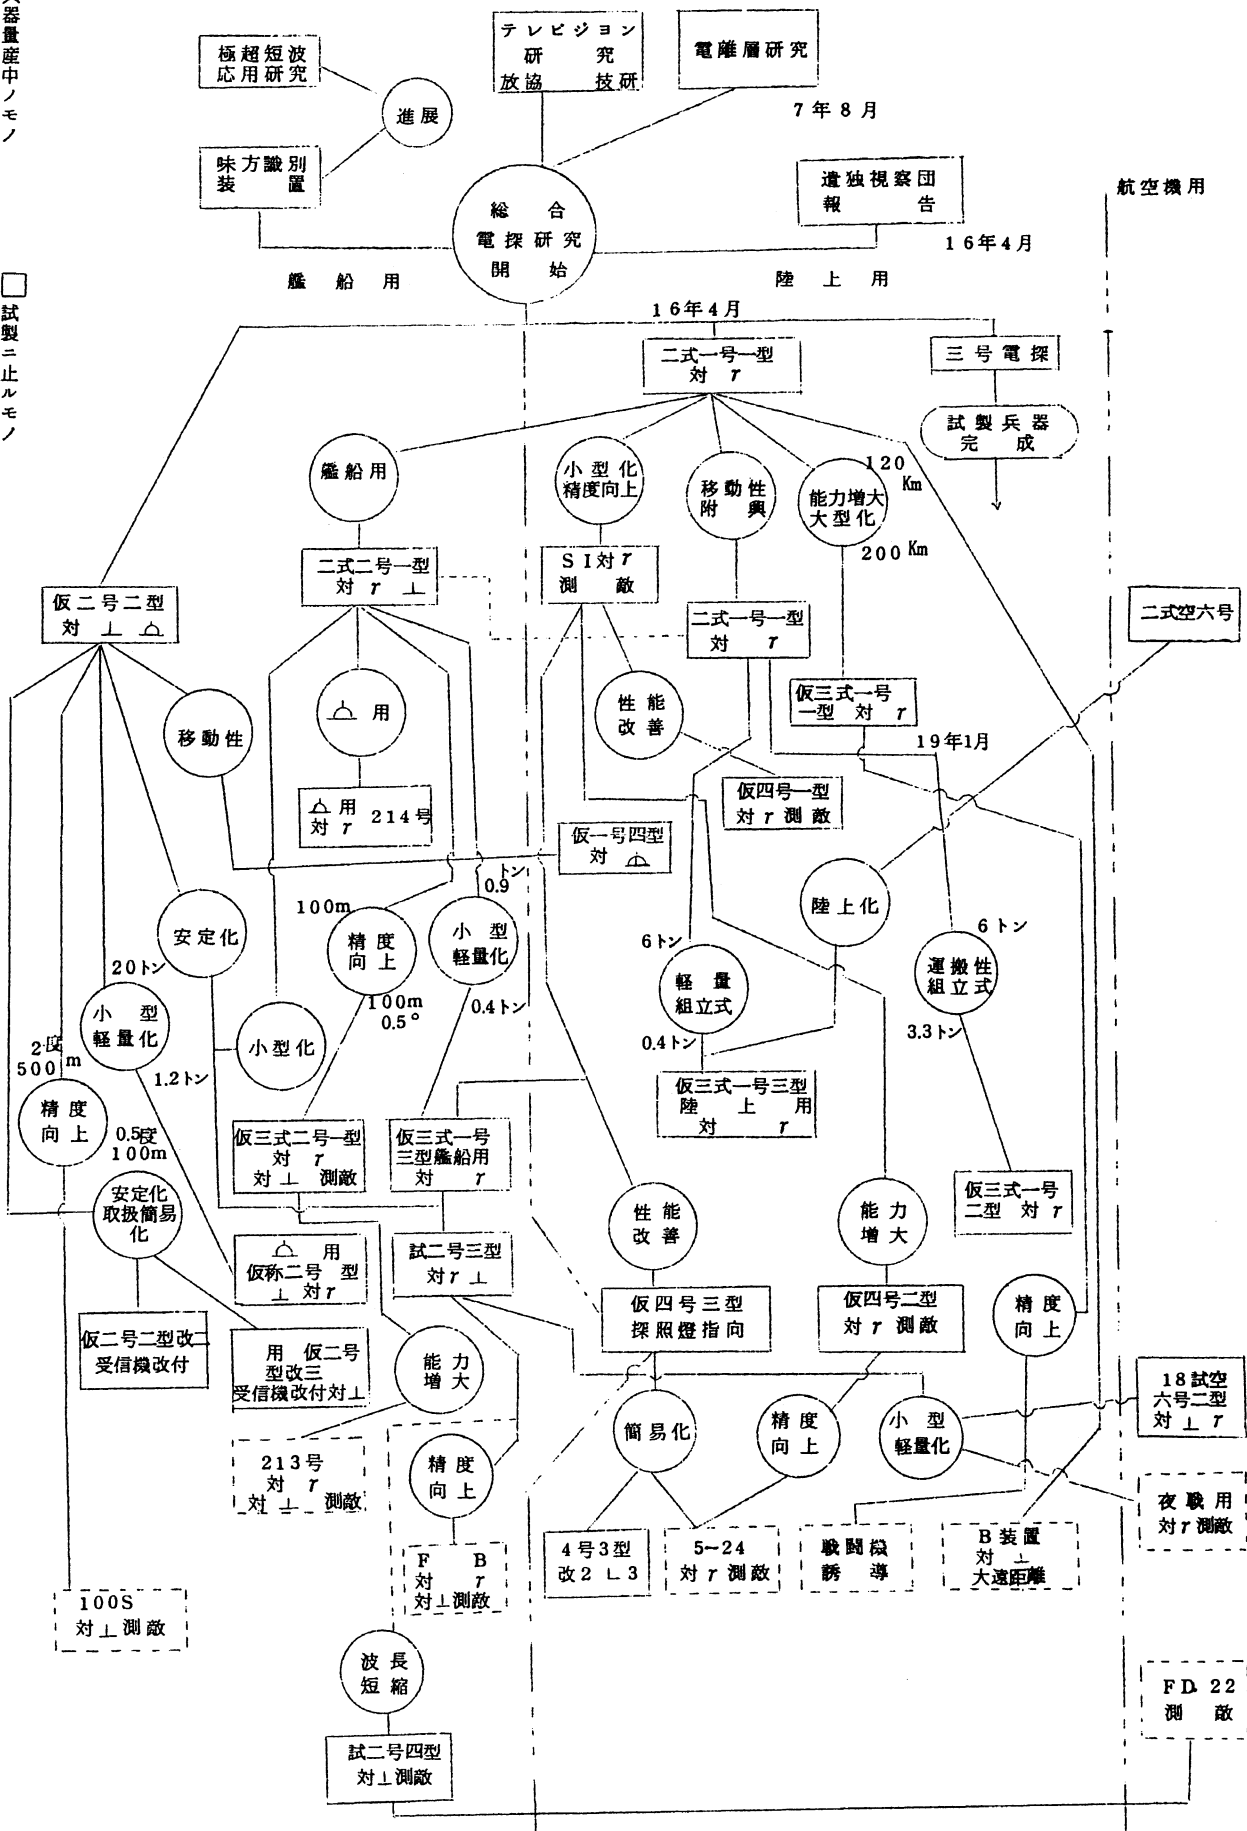 器量産中ノモノ
試製ニ止ルモノ
極超短波
応用研究
進展
テレビジョン
研究
放協 技研
電離層研究
7年8月
味方識別
装置
総合
電探研究
開始
遣独視察団
報告
16年4月
航空機用
艦船用
陸上用
16年4月
二式一号一型
対 r
三号電探
試製兵器
完成
艦船用
小型化
精度向上
移動性
附興
能力増大
大型化
120
Km
200 Km
二式二号一型
対 r ⊥
SI対r
測敵
仮二号二型
対 ⊥
二式一号一型
対 r
二式空六号
移動性
用
性能
改善
仮三式一号
一型 対 r
19年1月
用
対 r 214号
仮四号一型
対r測敵
仮一号四型
対
トン
0.9
安定化
100m
精度
向上
小型
軽量化
陸上化
6トン
軽量
組立式
6トン
運搬性
組立式
20トン
小型
軽量化
小型化
100m
0.5°
0.4トン
0.4トン
3.3トン
2度
500m
1.2トン
精度
向上
0.5度
100m
仮三式二号一型
対 r
対⊥ 測敵
仮三式一号
三型艦船用
対 r
仮三式一号三型
陸上用
対 r
安定化
取扱簡易
化
性能
改善
能力
増大
仮三式一号
二型 対 r
用
仮称二号 型
⊥ 対r
試二号三型
対r⊥
仮四号三型
探照燈指向
仮四号二型
対r測敵
精度
向上
仮二号二型改二
受信機改付
用 仮二号
型改三
受信機改付対⊥
能力
増大
簡易化
精度
向上
小型
軽量化
18試空
六号二型
対⊥r
213号
対 r
対⊥ 測敵
精度
向上
夜戦用
対r測敵
F B
対 r
対⊥測敵
4号3型
改2∟3
5-24
対r測敵
戦闘機
誘導
B装置
対⊥
大遠距離
100S
対⊥測敵
波長
短縮
FD.22
測敵
試二号四型
対⊥測敵